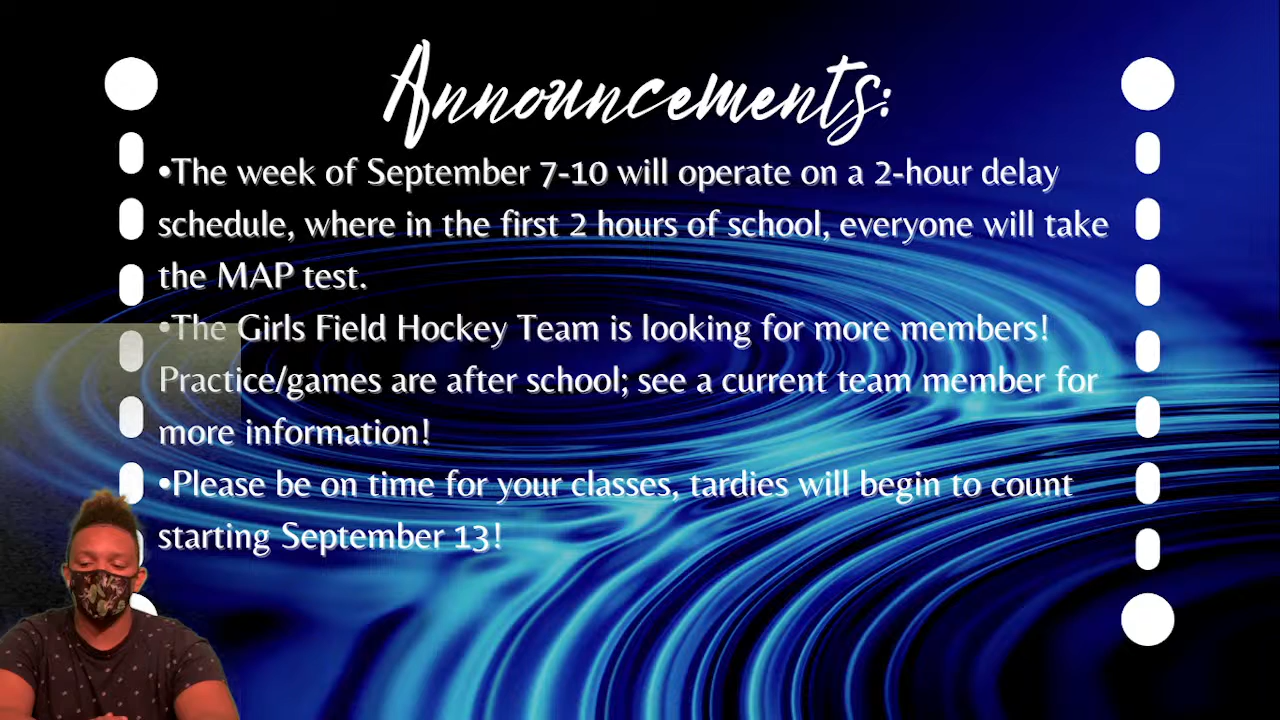 Announcements:
•The week of September 7-10 will operate on a 2-hour delay
schedule, where in the first 2 hours of school, everyone will take
the MAP test.
•The Girls Field Hockey Team is looking for more members!
Practice/games are after school; see a current team member for
more information!
•Please be on time for your classes, tardies will begin to count
starting September 13!